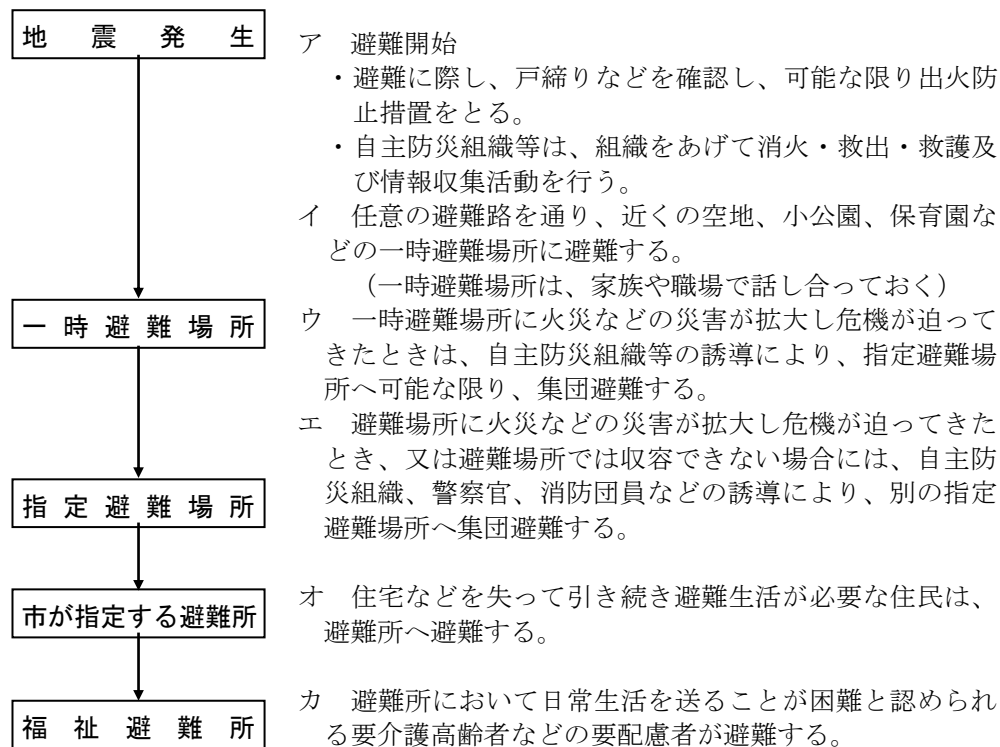 地震発生
ア　避難開始
・避難に際し、戸締りなどを確認し、可能な限り出火防
止措置をとる。
・自主防災組織等は、組織をあげて消火・救出・救護及
び情報収集活動を行う。
イ　任意の避難路を通り、近くの空地、小公園、保育園な
どの一時避難場所に避難する。
（一時避難場所は、家族や職場で話し合っておく）
一時避難場所
ウ　一時避難場所に火災などの災害が拡大し危機が迫って
きたときは、自主防災組織等の誘導により、指定避難場
所へ可能な限り、集団避難する。
エ　避難場所に火災などの災害が拡大し危機が迫ってきた
とき、又は避難場所では収容できない場合には、自主防
災組織、警察官、消防団員などの誘導により、別の指定
避難場所へ集団避難する。
指定避難場所
市が指定する避難所
オ　住宅などを失って引き続き避難生活が必要な住民は、
避難所へ避難する。
福祉避難所
カ　避難所において日常生活を送ることが困難と認められ
る要介護高齢者などの要配慮者が避難する。